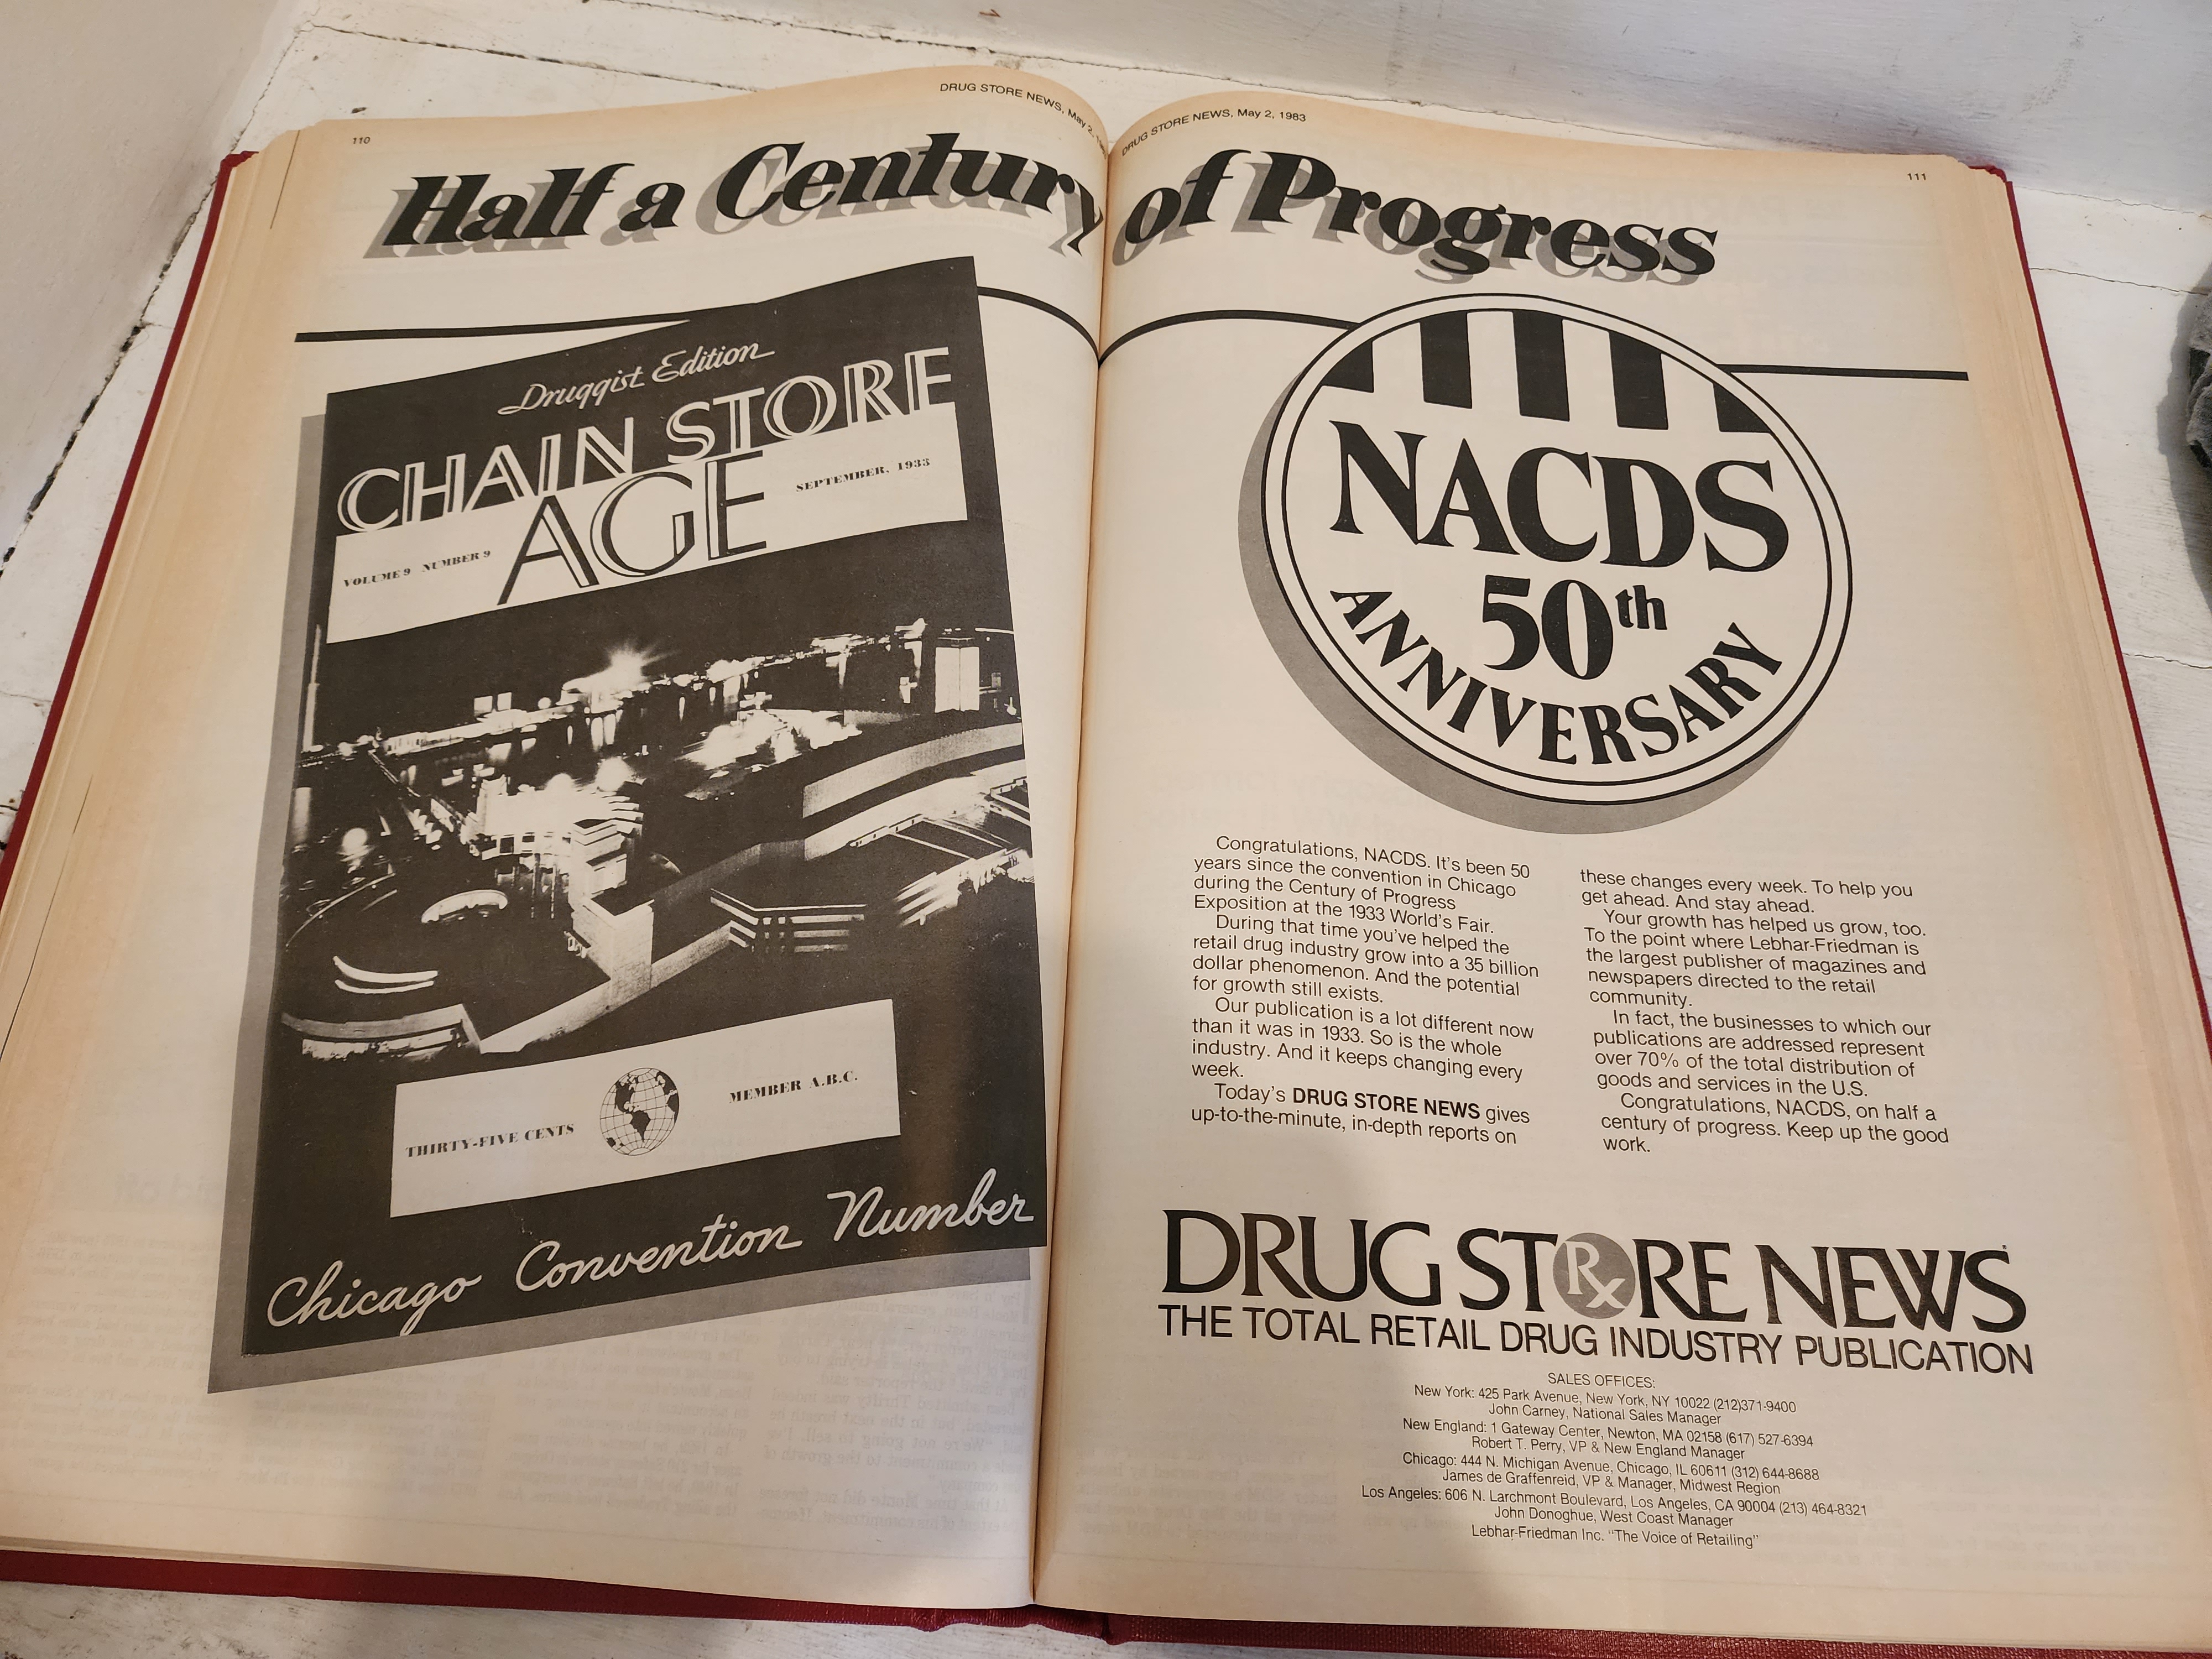 110
DRUG STORE NEWS, May 2,
Half a Century
Druggist Edition
CHAIN STORE
AGE
SEPTEMBER, 1933
VOLUME 9 NUMBER 9
THIRTY-FIVE CENTS
MEMBER A.B.C.
Chicago Convention Number
DRUG STORE NEWS, May 2, 1983
111
of Progress
NACDS
50th
ANNIVERSARY
Congratulations, NACDS. It's been 50
years since the convention in Chicago
during the Century of Progress
Exposition at the 1933 World's Fair.
During that time you've helped the
retail drug industry grow into a 35 billion
dollar phenomenon. And the potential
for growth still exists.
Our publication is a lot different now
than it was in 1933. So is the whole
industry. And it keeps changing every
week.
Today's DRUG STORE NEWS gives
up-to-the-minute, in-depth reports on
these changes every week. To help you
get ahead. And stay ahead.
Your growth has helped us grow, too.
To the point where Lebhar-Friedman is
the largest publisher of magazines and
newspapers directed to the retail
community.
In fact, the businesses to which our
publications are addressed represent
over 70% of the total distribution of
goods and services in the U.S.
Congratulations, NACDS, on half a
century of progress. Keep up the good
work.
DRUG STORE NEWS
Rx
THE TOTAL RETAIL DRUG INDUSTRY PUBLICATION
SALES OFFICES:
New York: 425 Park Avenue, New York, NY 10022 (212)371-9400
John Carney, National Sales Manager
New England: 1 Gateway Center, Newton, MA 02158 (617) 527-6394
Robert T. Perry, VP & New England Manager
Chicago: 444 N. Michigan Avenue, Chicago, IL 60611 (312) 644-8688
James de Graffenreid, VP & Manager, Midwest Region
Los Angeles: 606 N. Larchmont Boulevard, Los Angeles, CA 90004 (213) 464-8321
John Donoghue, West Coast Manager
Lebhar-Friedman Inc. "The Voice of Retailing"